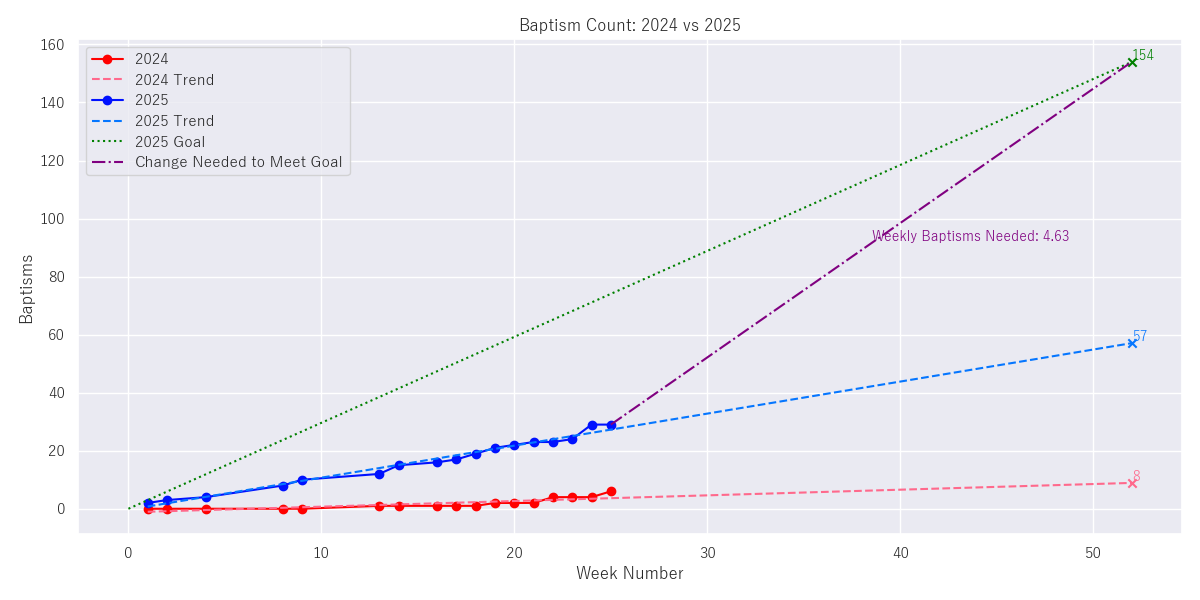 Baptism Count: 2024 vs 2025
160
140
120
100
80
60
40
20
0
Baptisms
2024
2024 Trend
2025
2025 Trend
2025 Goal
Change Needed to Meet Goal
154
Weekly Baptisms Needed: 4.63
57
8
0
10
20
30
40
50
Week Number